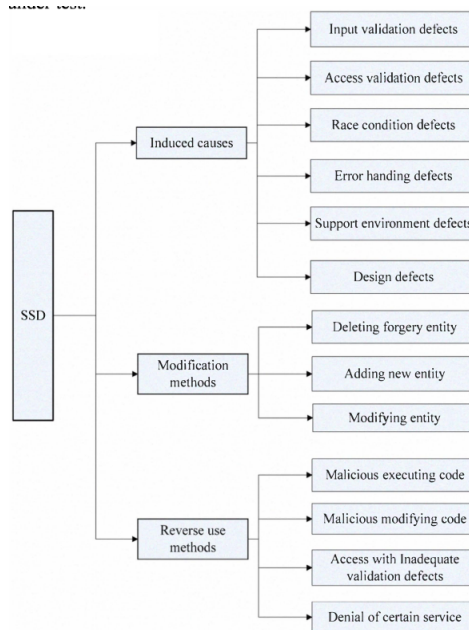 under test.
Input validation defects
Access validation defects
Race condition defects
Induced causes
Error handing defects
Support environment defects
Design defects
SSD
Deleting forgery entity
Modification
methods
Adding new entity
Modifying entity
Malicious executing code
Malicious modifying code
Reverse use
methods
Access with Inadequate
validation defects
Denial of certain service